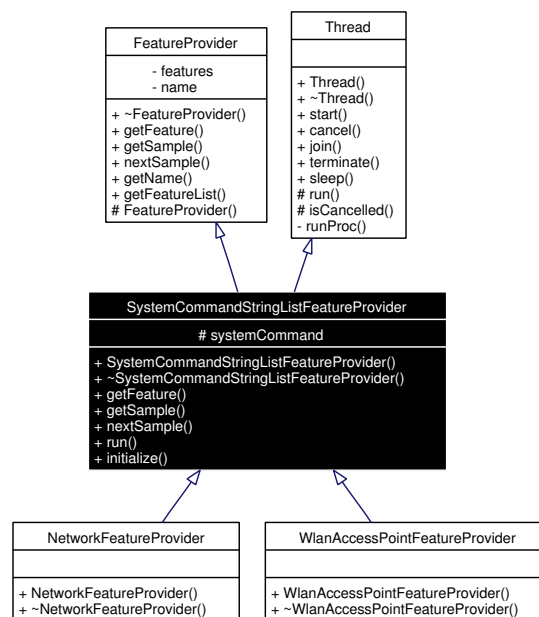 FeatureProvider
- features
- name
+ ~FeatureProvider()
+ getFeature()
+ getSample()
+ nextSample()
+ getName()
+ getFeatureList()
# FeatureProvider()
Thread
+ Thread()
+ ~Thread()
+ start()
+ cancel()
+ join()
+ terminate()
+ sleep()
# run()
# isCancelled()
- runProc()
SystemCommandStringListFeatureProvider
# systemCommand
+ SystemCommandStringListFeatureProvider()
+ ~SystemCommandStringListFeatureProvider()
+ getFeature()
+ getSample()
+ nextSample()
+ run()
+ initialize()
NetworkFeatureProvider
+ NetworkFeatureProvider()
+ ~NetworkFeatureProvider()
WlanAccessPointFeatureProvider
+ WlanAccessPointFeatureProvider()
+ ~WlanAccessPointFeatureProvider()